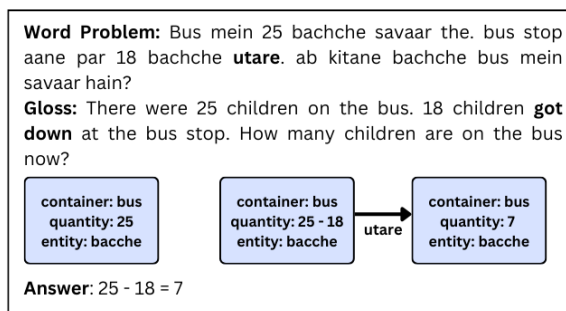 Word Problem: Bus mein 25 bachche savaar the. bus stop
aane par 18 bachche utare. ab kitane bachche bus mein
savaar hain?
Gloss: There were 25 children on the bus. 18 children got
down at the bus stop. How many children are on the bus
now?
container: bus
quantity: 25
entity: bacche
container: bus
quantity: 25 - 18
entity: bacche
utare
container: bus
quantity: 7
entity: bacche
Answer: 25 - 18 = 7